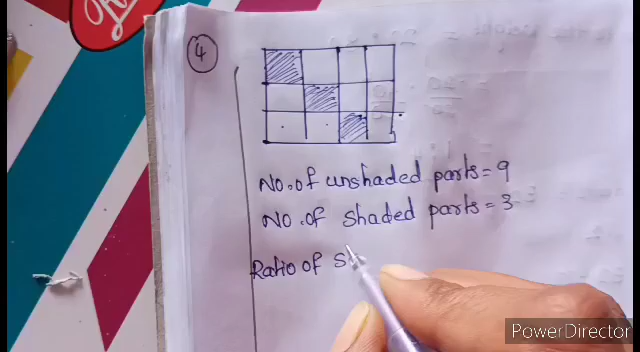 4
No. of unshaded parts = 9
No. of shaded parts = 3
Ratio of s
PowerDirector